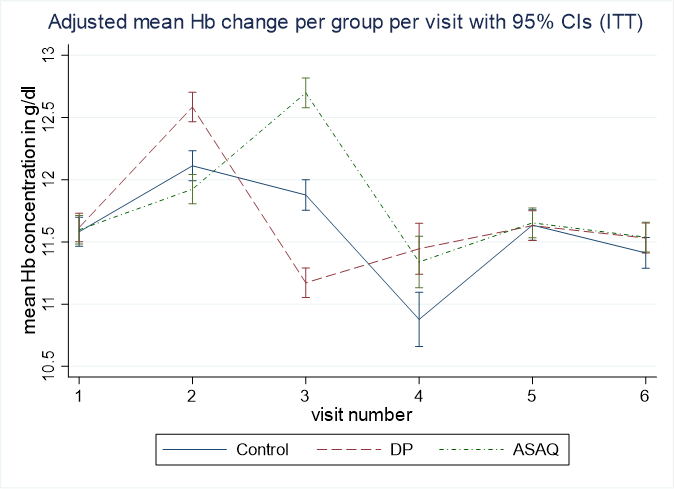 Adjusted mean Hb change per group per visit with 95% CIs (ITT)
mean Hb concentration in g/dl
13
12.5
12
11.5
11
10.5
1 2 3 4 5 6
visit number
Control DP ASAQ